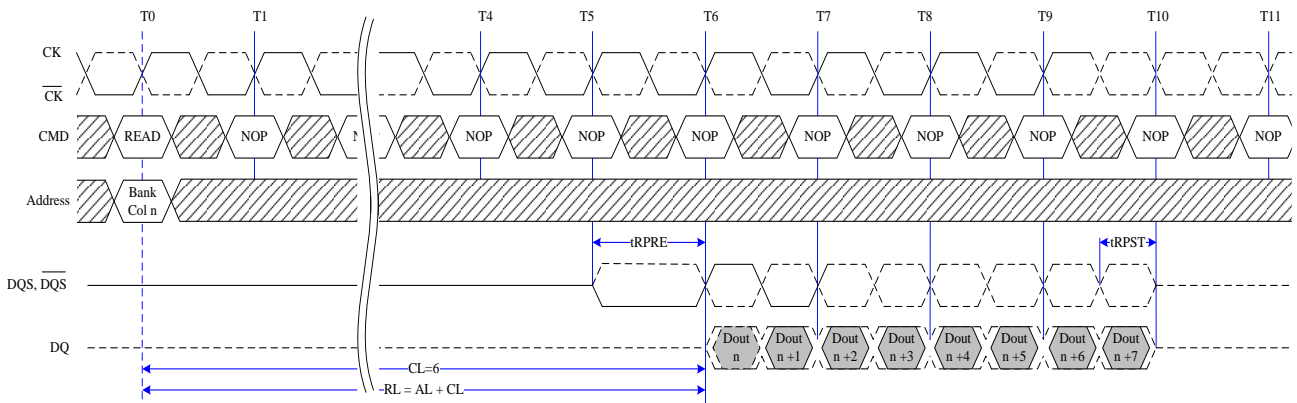 T0 T1 T4 T5 T6 T7 T8 T9 T10 T11
CK
CK
CMD READ NOP NOP NOP NOP NOP NOP NOP NOP NOP
Address Bank
Col n
tRPRE tRPST
DQS, DQS
DQ Dout Dout Dout Dout Dout Dout Dout Dout
n n +1 n +2 n +3 n +4 n +5 n +6 n +7
CL=6
RL = AL + CL